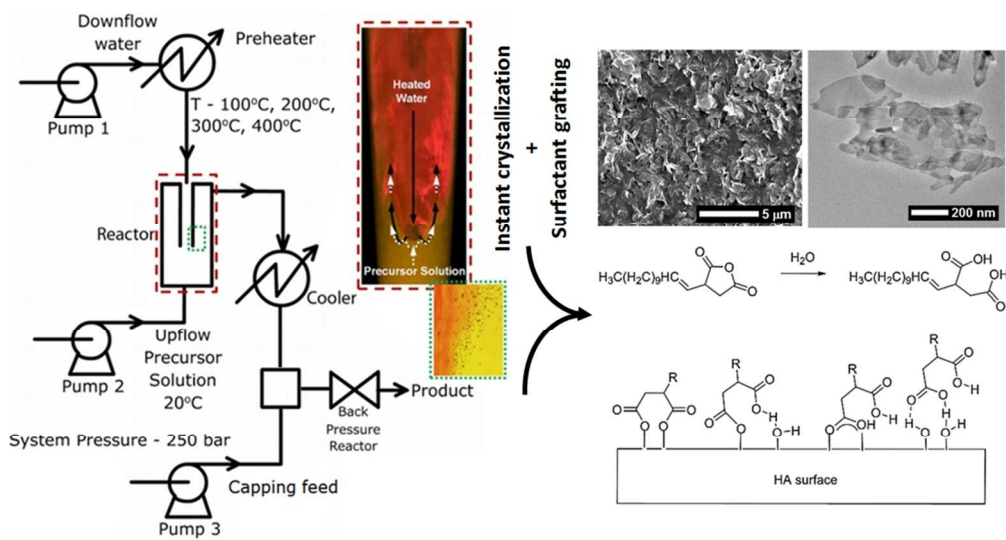 Downflow
water
Preheater
Pump 1
T - 100°C, 200°C,
300°C, 400°C
Reactor
Cooler
Pump 2
Upflow
Precursor
Solution
20°C
Product
Back
Pressure
Reactor
System Pressure - 250 bar
Capping feed
Pump 3
Heated
Water
Precursor Solution
Instant crystallization
+
Surfactant grafting
5 µm
200 nm
H₃C(H₂C)₉HC
O
O
O
H₂O
H₃C(H₂C)₉HC
O
OH
OH
O
R
O
O
O
O
R
O
O
O
O
H
O
H
R
O
O
H
O
OH
R
O
O
H
O
O
H
H
O
O
H
HA surface